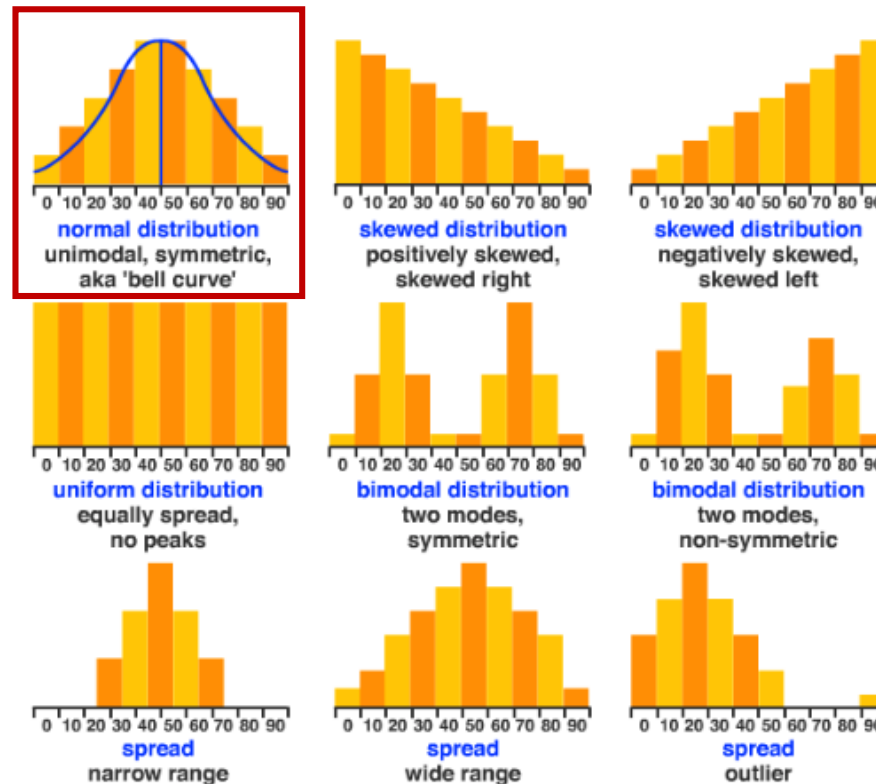 0 10 20 30 40 50 60 70 80 90
normal distribution
unimodal, symmetric,
aka 'bell curve'
0 10 20 30 40 50 60 70 80 90
skewed distribution
positively skewed,
skewed right
0 10 20 30 40 50 60 70 80 90
skewed distribution
negatively skewed,
skewed left
0 10 20 30 40 50 60 70 80 90
uniform distribution
equally spread,
no peaks
0 10 20 30 40 50 60 70 80 90
bimodal distribution
two modes,
symmetric
0 10 20 30 40 50 60 70 80 90
bimodal distribution
two modes,
non-symmetric
0 10 20 30 40 50 60 70 80 90
spread
narrow range
0 10 20 30 40 50 60 70 80 90
spread
wide range
0 10 20 30 40 50 60 70 80 90
spread
outlier